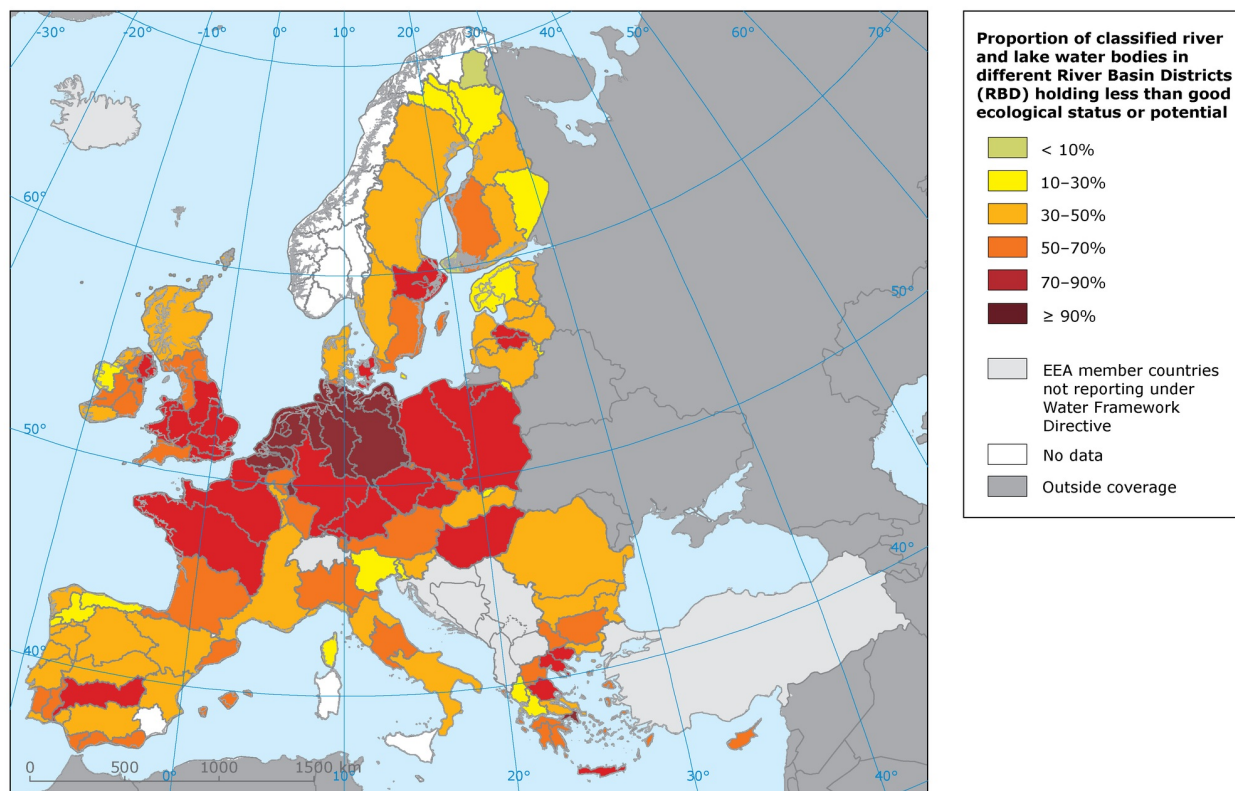 -30° -20° -10° 0° 10° 20° 30° 40° 50° 60° 70°
60°
50°
40°
60°
50°
40°
0 500 1000 1500 km
0° 10° 20° 30° 40°
Proportion of classified river
and lake water bodies in
different River Basin Districts
(RBD) holding less than good
ecological status or potential
< 10%
10–30%
30–50%
50–70%
70–90%
≥ 90%
EEA member countries
not reporting under
Water Framework
Directive
No data
Outside coverage